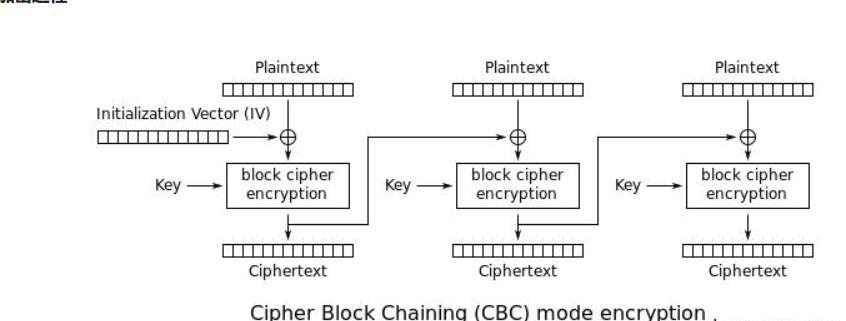 Plaintext Plaintext Plaintext
Initialization Vector (IV)
Key block cipher encryption Key block cipher encryption Key block cipher encryption
Ciphertext Ciphertext Ciphertext
Cipher Block Chaining (CBC) mode encryption